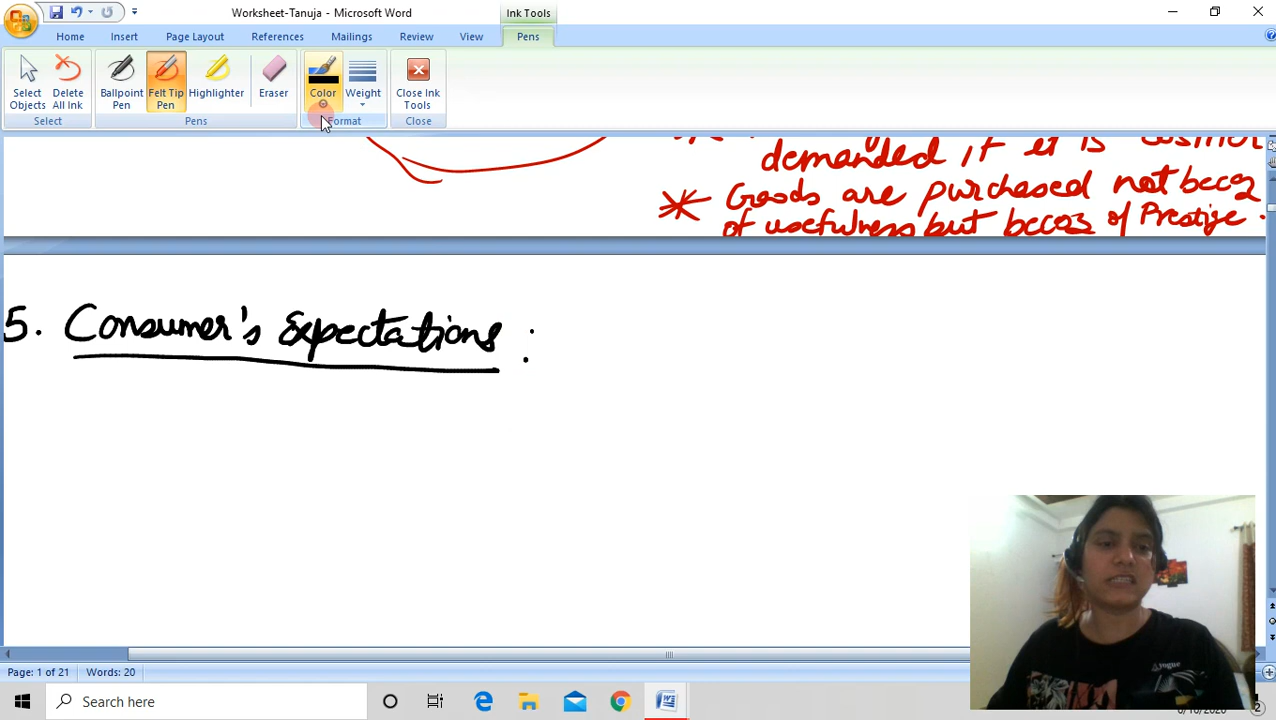 Worksheet-Tanuja - Microsoft Word
Ink Tools
Home Insert Page Layout References Mailings Review View Pens
Select Objects
Delete All Ink
Ballpoint Pen
Felt Tip Pen
Highlighter
Eraser
Color
Weight
Close Ink Tools
Select
Pens
Format
Close
demanded if it is
* Goods are purchased not becoz
of usefulness but becoz of Prestige.
5. Consumer's Expectations :
vogue
Page: 1 of 21 Words: 20
Search here
2